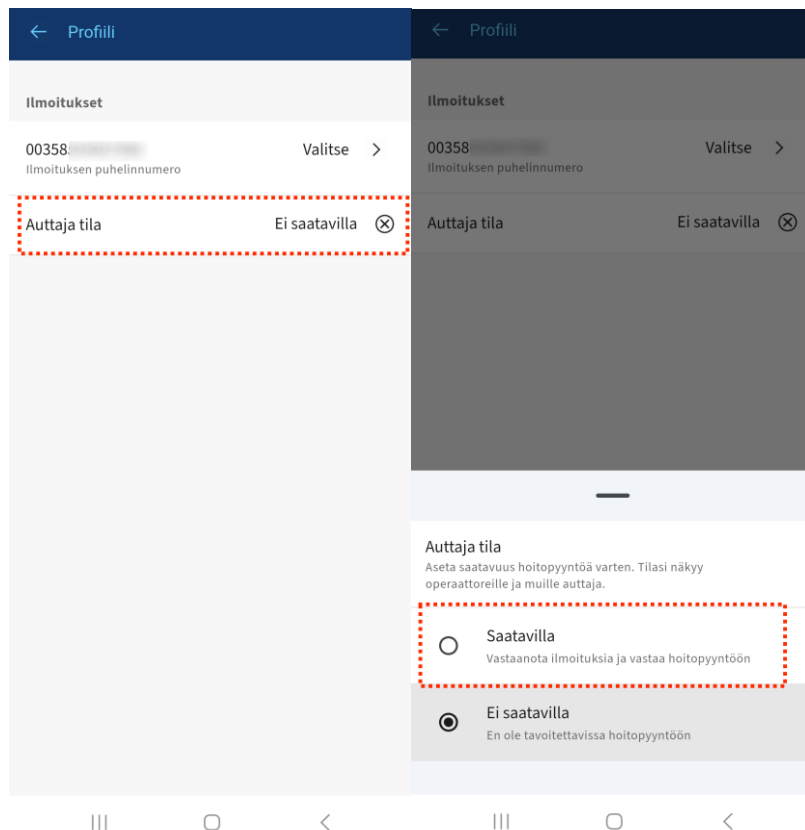 Profiili
Ilmoitukset
00358
Valitse
Ilmoituksen puhelinnumero
Auttaja tila
Ei saatavilla
Profiili
Ilmoitukset
00358
Valitse
Ilmoituksen puhelinnumero
Auttaja tila
Ei saatavilla
Auttaja tila
Aseta saatavuus hoitopyyntöä varten. Tilasi näkyy
operaattoreille ja muille auttaja.
Saatavilla
Vastaanota ilmoituksia ja vastaa hoitopyyntöön
Ei saatavilla
En ole tavoitettavissa hoitopyyntöön